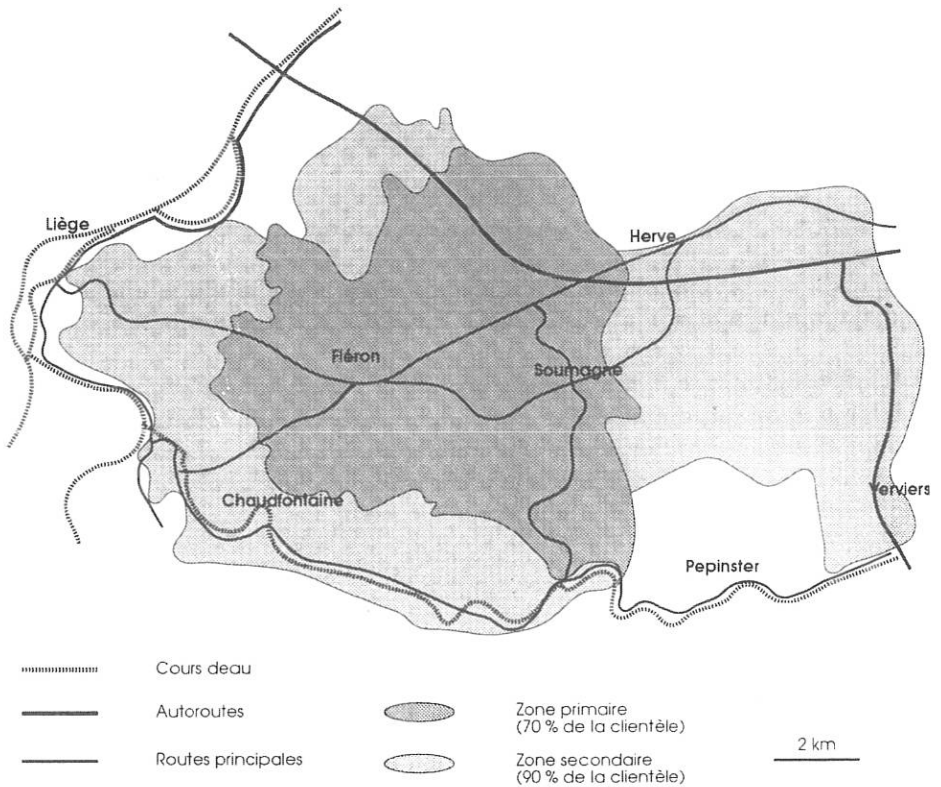 Liège
Herve
Fléron
Soumagne
Chaudfontaine
Verviers
Pepinster
Cours deau
Autoroutes
Routes principales
Zone primaire
(70 % de la clientèle)
Zone secondaire
(90 % de la clientèle)
2 km